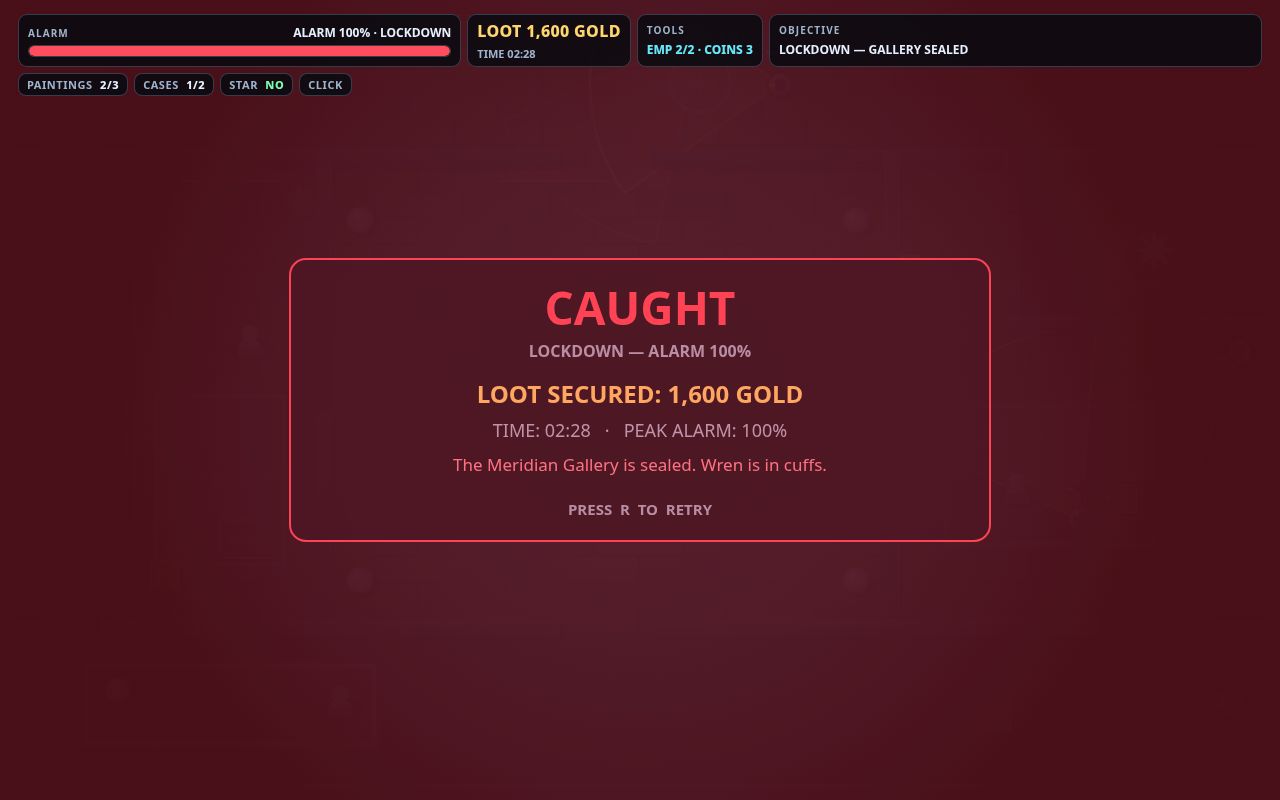 ALARM
ALARM 100% · LOCKDOWN
LOOT 1,600 GOLD
TIME 02:28
TOOLS
EMP 2/2 · COINS 3
OBJECTIVE
LOCKDOWN — GALLERY SEALED
PAINTINGS 2/3
CASES 1/2
STAR NO
CLICK
CAUGHT
LOCKDOWN — ALARM 100%
LOOT SECURED: 1,600 GOLD
TIME: 02:28 · PEAK ALARM: 100%
The Meridian Gallery is sealed. Wren is in cuffs.
PRESS R TO RETRY